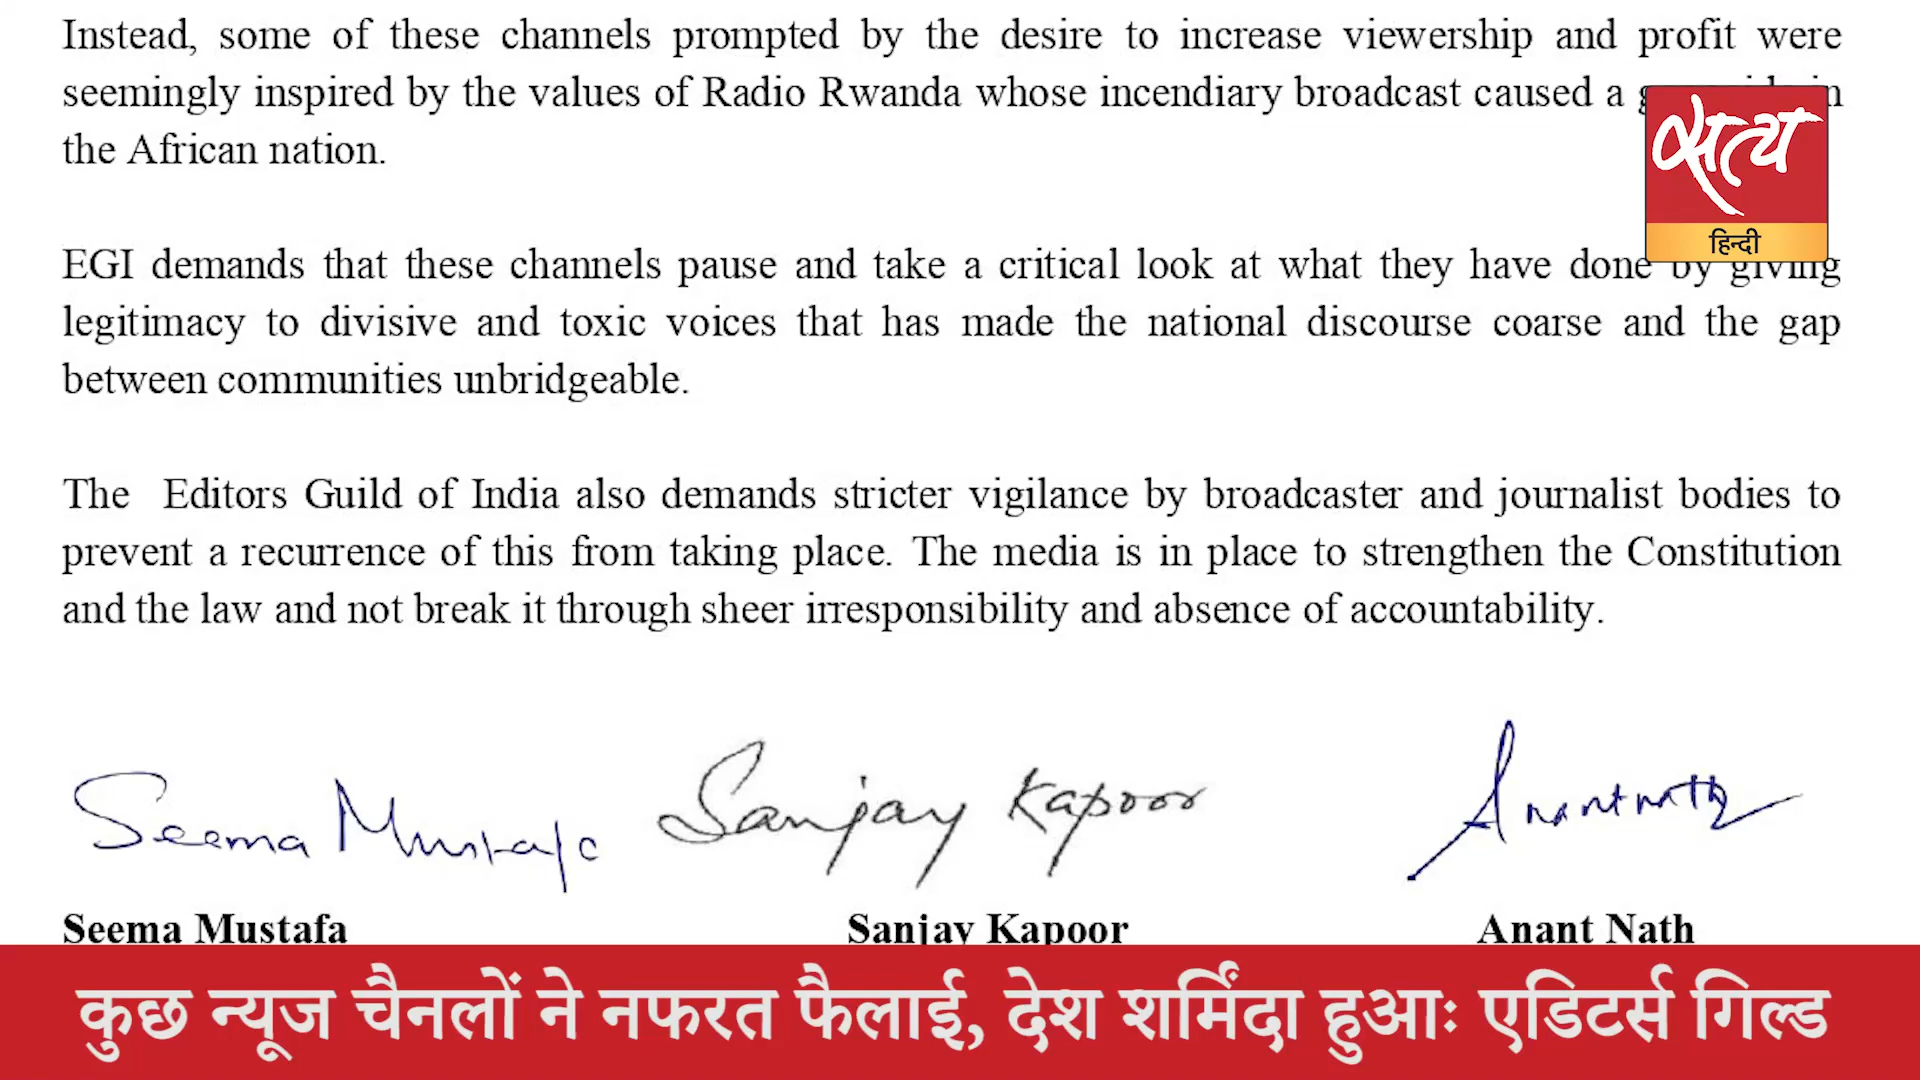 Instead, some of these channels prompted by the desire to increase viewership and profit were
seemingly inspired by the values of Radio Rwanda whose incendiary broadcast caused a in
the African nation.
सत्य
हिन्दी
EGI demands that these channels pause and take a critical look at what they have done by giving
legitimacy to divisive and toxic voices that has made the national discourse coarse and the gap
between communities unbridgeable.
The Editors Guild of India also demands stricter vigilance by broadcaster and journalist bodies to
prevent a recurrence of this from taking place. The media is in place to strengthen the Constitution
and the law and not break it through sheer irresponsibility and absence of accountability.
Seema Mustafa Sanjay Kapoor Anantnath
Seema Mustafa Sanjay Kapoor Anant Nath
कुछ न्यूज चैनलों ने नफरत फैलाई, देश शर्मिंदा हुआः एडिटर्स गिल्ड